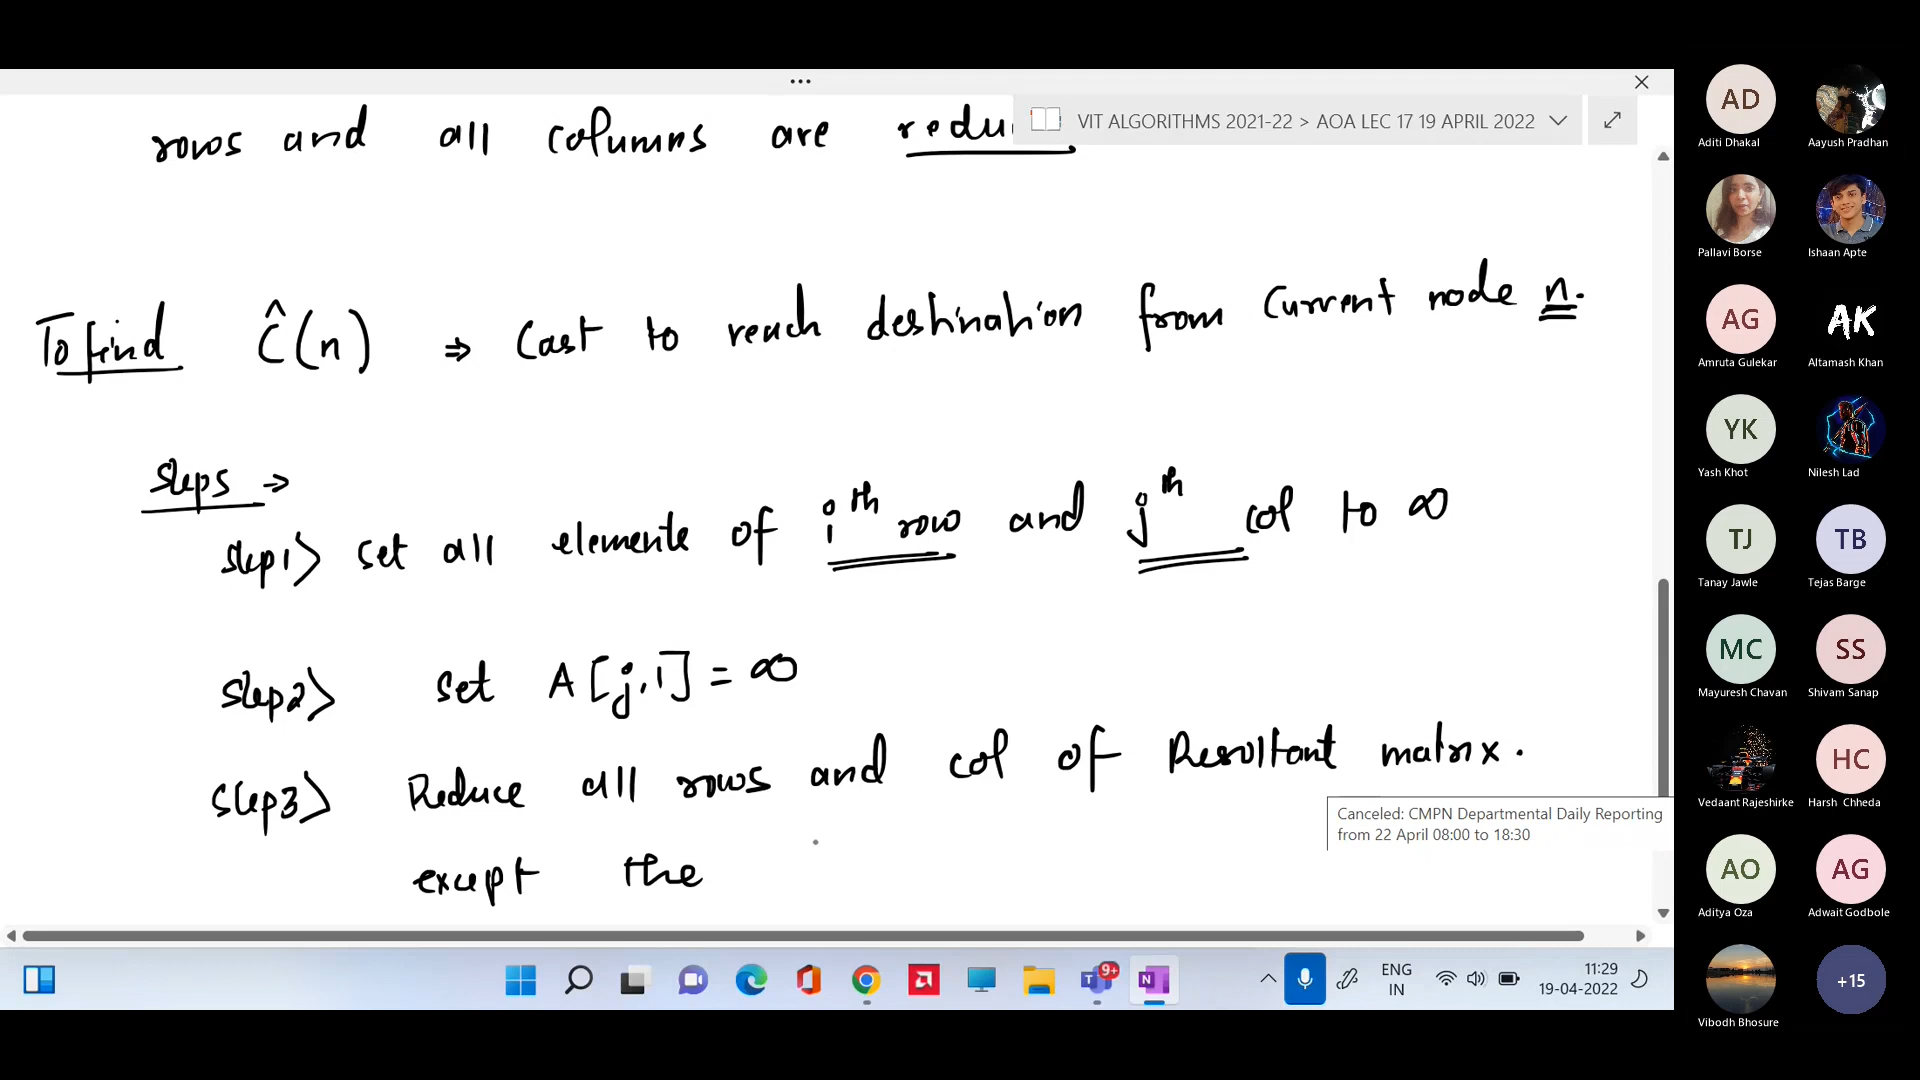 rows and all columns are redu
VIT ALGORITHMS 2021-22 > AOA LEC 17 19 APRIL 2022
To find Ĉ(n) ⇒ Cost to reach destination from current node n.
Steps →
step1> set all elements of i th row and j th col to ∞
step2> set A[j,1] = ∞
step3> Reduce all rows and col of Resultant matrix.
except the
Canceled: CMPN Departmental Daily Reporting
from 22 April 08:00 to 18:30
9+
N
ENG
IN
11:29
19-04-2022
AD
Aditi Dhakal
Aayush Pradhan
Pallavi Borse
Ishaan Apte
AG
Amruta Gulekar
AK
Altamash Khan
YK
Yash Khot
Nilesh Lad
TJ
Tanay Jawle
TB
Tejas Barge
MC
Mayuresh Chavan
SS
Shivam Sanap
Vedaant Rajeshirke
HC
Harsh Chheda
AO
Aditya Oza
AG
Adwait Godbole
Vibodh Bhosure
+15